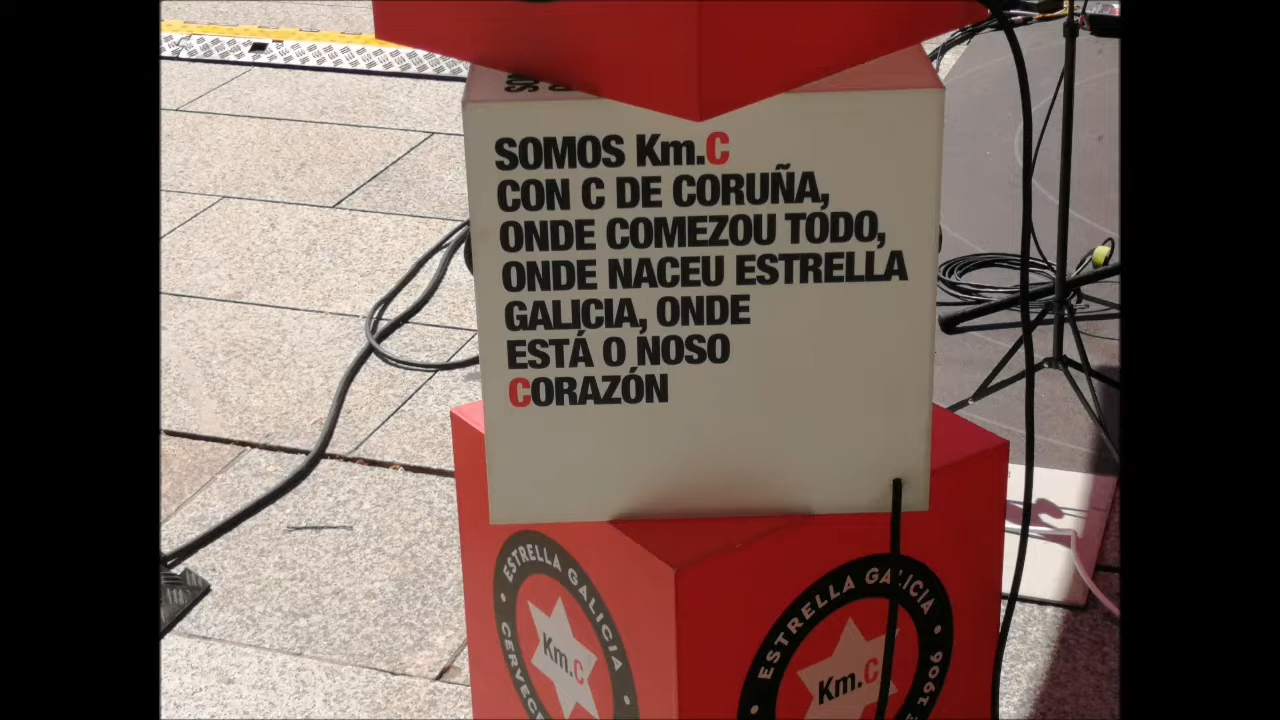 SOMOS Km.C
CON C DE CORUÑA,
ONDE COMEZOU TODO,
ONDE NACEU ESTRELLA
GALICIA, ONDE
ESTÁ O NOSO
CORAZÓN
ESTRELLA GALICIA
Km.C
ESTRELLA GALICIA • 1906
Km.C